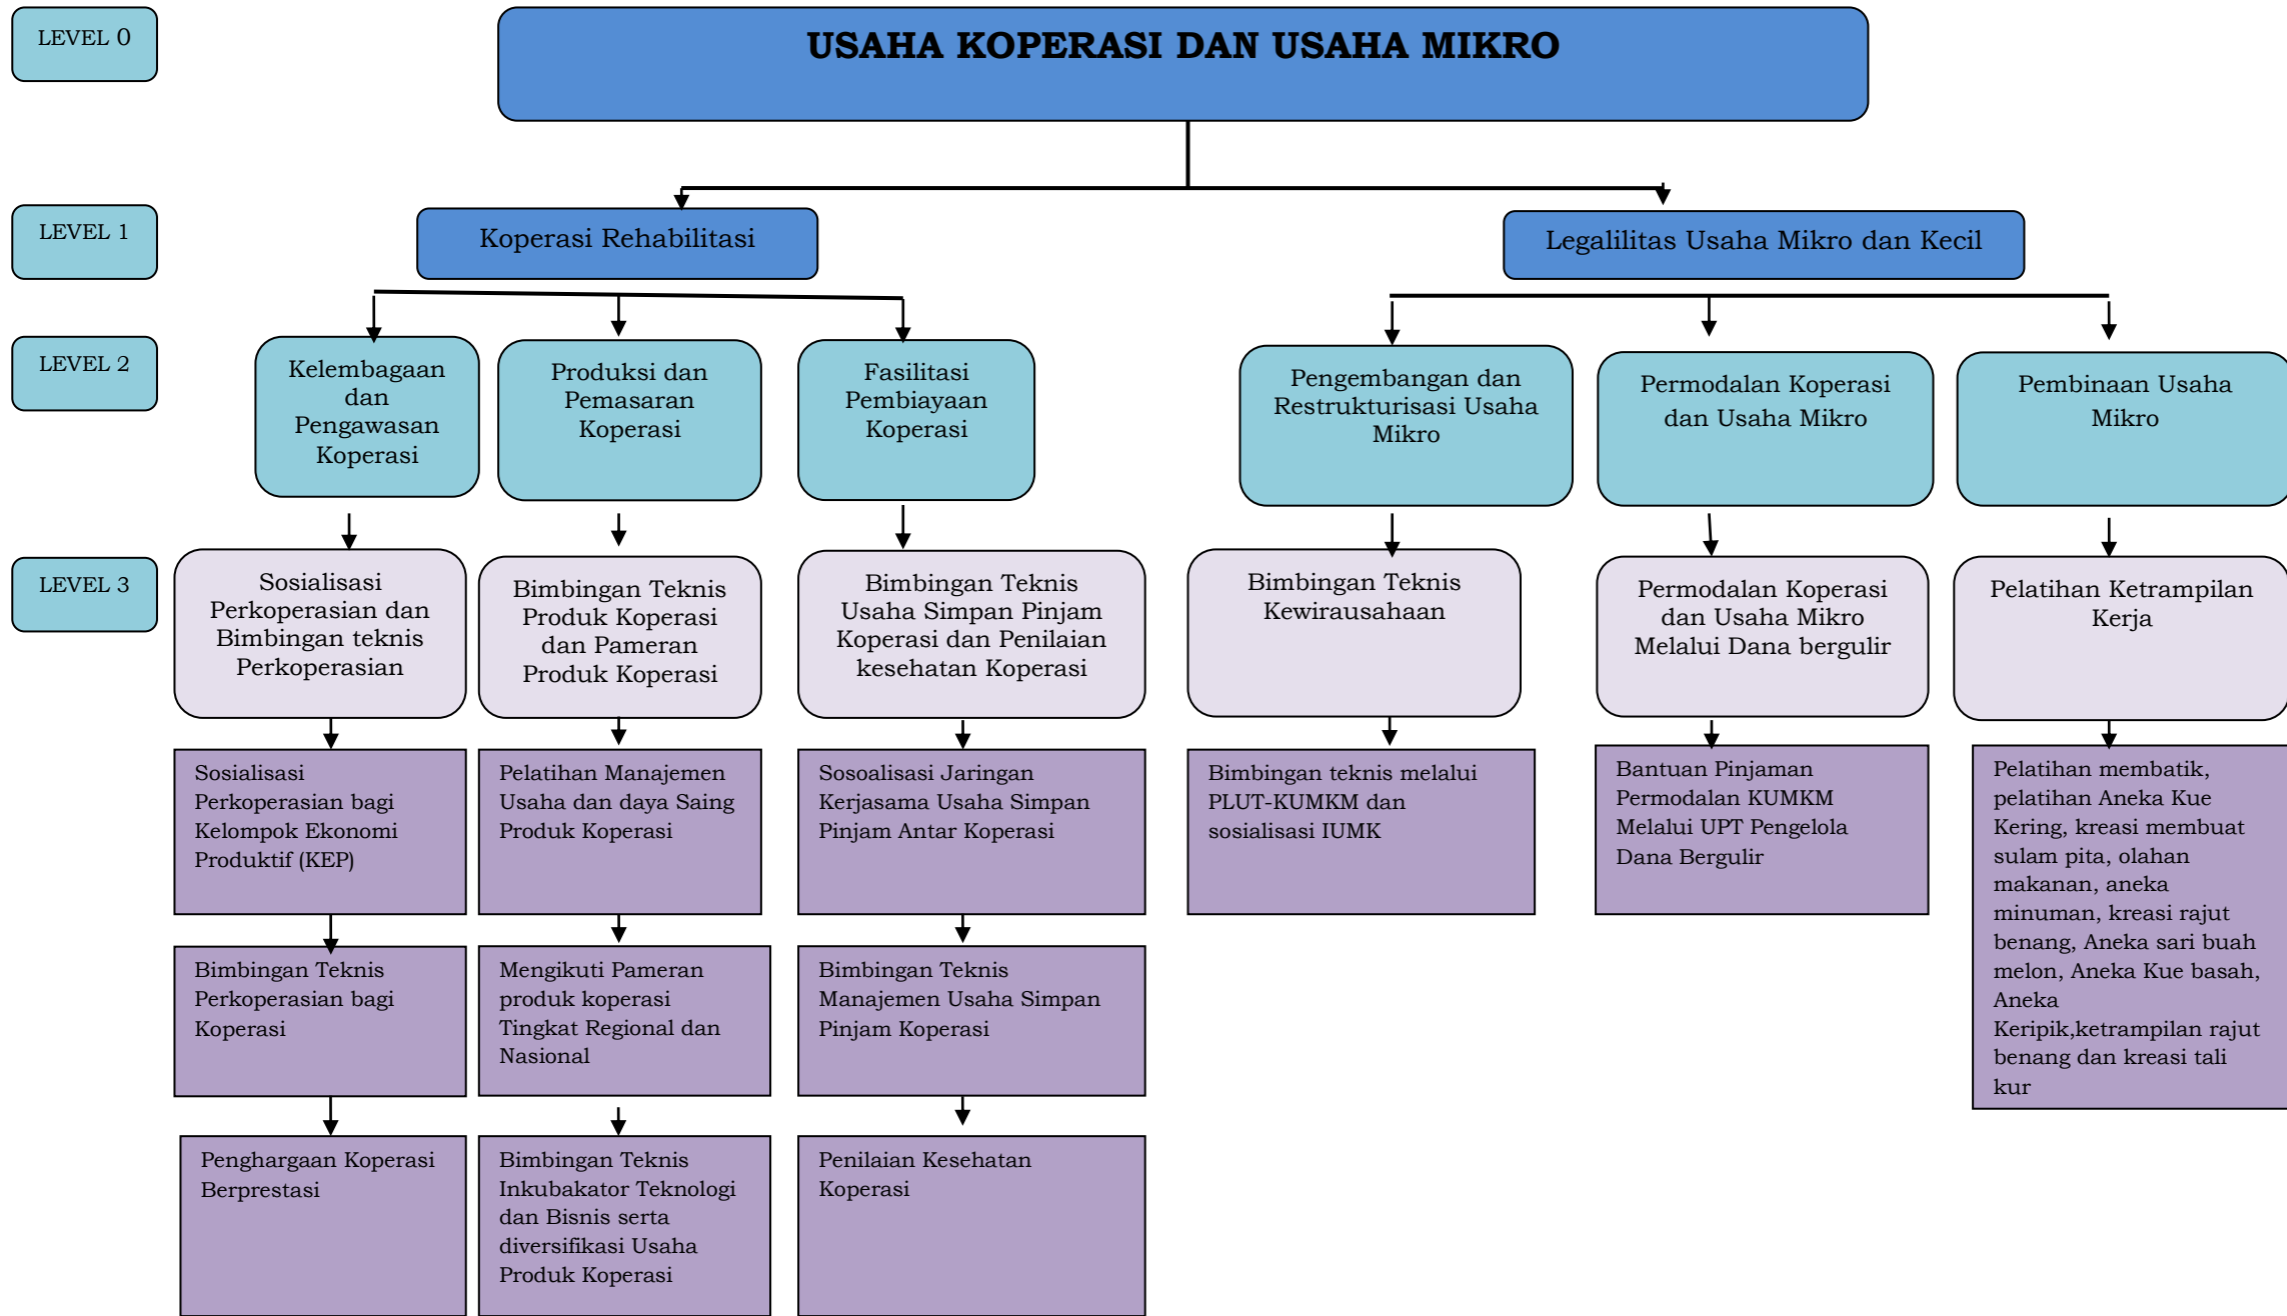 LEVEL 0
USAHA KOPERASI DAN USAHA MIKRO
LEVEL 1
Koperasi Rehabilitasi
Legalilitas Usaha Mikro dan Kecil
LEVEL 2
Kelembagaan
dan
Pengawasan
Koperasi
Produksi dan
Pemasaran
Koperasi
Fasilitasi
Pembiayaan
Koperasi
Pengembangan dan
Restrukturisasi Usaha
Mikro
Permodalan Koperasi
dan Usaha Mikro
Pembinaan Usaha
Mikro
LEVEL 3
Sosialisasi
Perkoperasian dan
Bimbingan teknis
Perkoperasian
Bimbingan Teknis
Produk Koperasi
dan Pameran
Produk Koperasi
Bimbingan Teknis
Usaha Simpan Pinjam
Koperasi dan Penilaian
kesehatan Koperasi
Bimbingan Teknis
Kewirausahaan
Permodalan Koperasi
dan Usaha Mikro
Melalui Dana bergulir
Pelatihan Ketrampilan
Kerja
Sosialisasi
Perkoperasian bagi
Kelompok Ekonomi
Produktif (KEP)
Pelatihan Manajemen
Usaha dan daya Saing
Produk Koperasi
Sosoalisasi Jaringan
Kerjasama Usaha Simpan
Pinjam Antar Koperasi
Bimbingan teknis melalui
PLUT-KUMKM dan
sosialisasi IUMK
Bantuan Pinjaman
Permodalan KUMKM
Melalui UPT Pengelola
Dana Bergulir
Pelatihan membatik,
pelatihan Aneka Kue
Kering, kreasi membuat
sulam pita, olahan
makanan, aneka
minuman, kreasi rajut
benang, Aneka sari buah
melon, Aneka Kue basah,
Aneka
Keripik,ketrampilan rajut
benang dan kreasi tali
kur
Bimbingan Teknis
Perkoperasian bagi
Koperasi
Mengikuti Pameran
produk koperasi
Tingkat Regional dan
Nasional
Bimbingan Teknis
Manajemen Usaha Simpan
Pinjam Koperasi
Penghargaan Koperasi
Berprestasi
Bimbingan Teknis
Inkubakator Teknologi
dan Bisnis serta
diversifikasi Usaha
Produk Koperasi
Penilaian Kesehatan
Koperasi